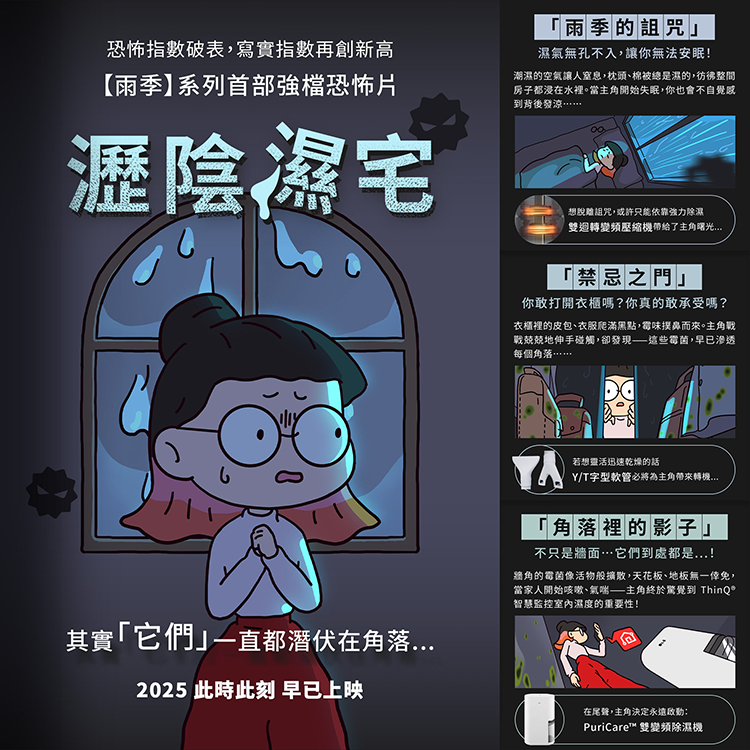 恐怖指數破表，寫實指數再創新高
【雨季】系列首部強檔恐怖片
瀝陰濕宅
其實「它們」一直都潛伏在角落...
2025 此時此刻 早已上映
「雨季的詛咒」
濕氣無孔不入，讓你無法安眠！
潮濕的空氣讓人窒息，枕頭、棉被總是濕的，彷彿整間
房子都浸在水裡。當主角開始失眠，你也會不自覺感
到背後發涼⋯⋯
想脫離詛咒，或許只能依靠強力除濕
雙迴轉變頻壓縮機帶給了主角曙光...
「禁忌之門」
你敢打開衣櫃嗎？你真的敢承受嗎？
衣櫃裡的皮包、衣服爬滿黑點，霉味撲鼻而來。主角戰
戰兢兢地伸手碰觸，卻發現——這些霉菌，早已滲透
每個角落⋯⋯
若想靈活迅速乾燥的話
Y/T字型軟管必將為主角帶來轉機...
「角落裡的影子」
不只是牆面⋯它們到處都是...！
牆角的霉菌像活物般擴散，天花板、地板無一倖免，
當家人開始咳嗽、氣喘——主角終於驚覺到 ThinQ®
智慧監控室內濕度的重要性！
在尾聲，主角決定永遠啟動：
PuriCare™ 雙變頻除濕機